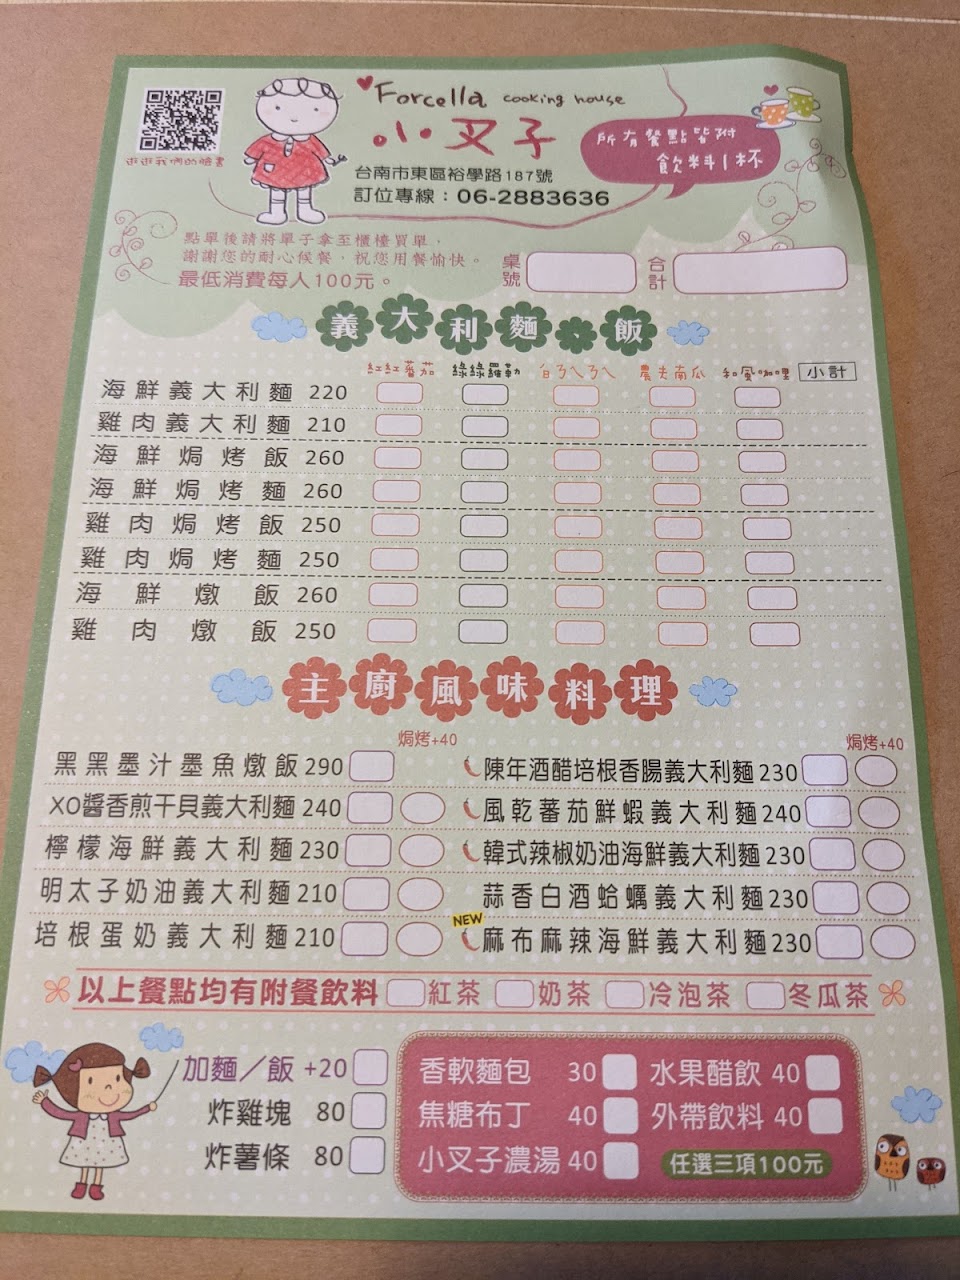 Forcella cooking house
小叉子
逛逛我們的臉書
台南市東區裕學路187號
訂位專線：06-2883636
所有餐點皆附
飲料1杯
點單後請將單子拿至櫃檯買單，
謝謝您的耐心候餐，祝您用餐愉快。
最低消費每人100元。
桌號
合計
義大利麵、飯
紅紅蕃茄 綠綠羅勒 白ㄋㄟㄋㄟ 農夫南瓜 和風咖哩 小計
海鮮義大利麵 220
雞肉義大利麵 210
海鮮焗烤飯 260
海鮮焗烤麵 260
雞肉焗烤飯 250
雞肉焗烤麵 250
海鮮燉飯 260
雞肉燉飯 250
主廚風味料理
焗烤+40
黑黑墨汁墨魚燉飯 290
XO醬香煎干貝義大利麵 240
檸檬海鮮義大利麵 230
明太子奶油義大利麵 210
培根蛋奶義大利麵 210
焗烤+40
陳年酒醋培根香腸義大利麵 230
風乾蕃茄鮮蝦義大利麵 240
韓式辣椒奶油海鮮義大利麵 230
蒜香白酒蛤蠣義大利麵 230
NEW
麻布麻辣海鮮義大利麵 230
以上餐點均有附餐飲料 紅茶 奶茶 冷泡茶 冬瓜茶
加麵／飯 +20
炸雞塊 80
炸薯條 80
香軟麵包 30
焦糖布丁 40
小叉子濃湯 40
水果醋飲 40
外帶飲料 40
任選三項100元